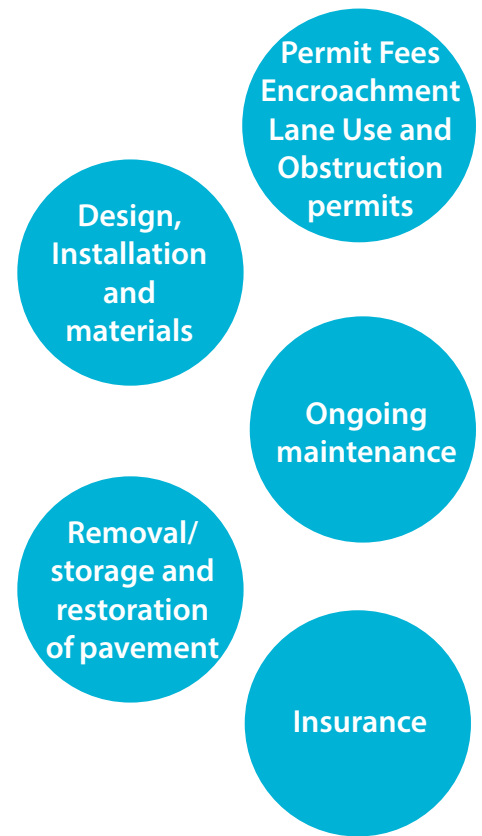 Permit Fees
Encroachment
Lane Use and
Obstruction
permits
Design,
Installation
and
materials
Ongoing
maintenance
Removal/
storage and
restoration
of pavement
Insurance